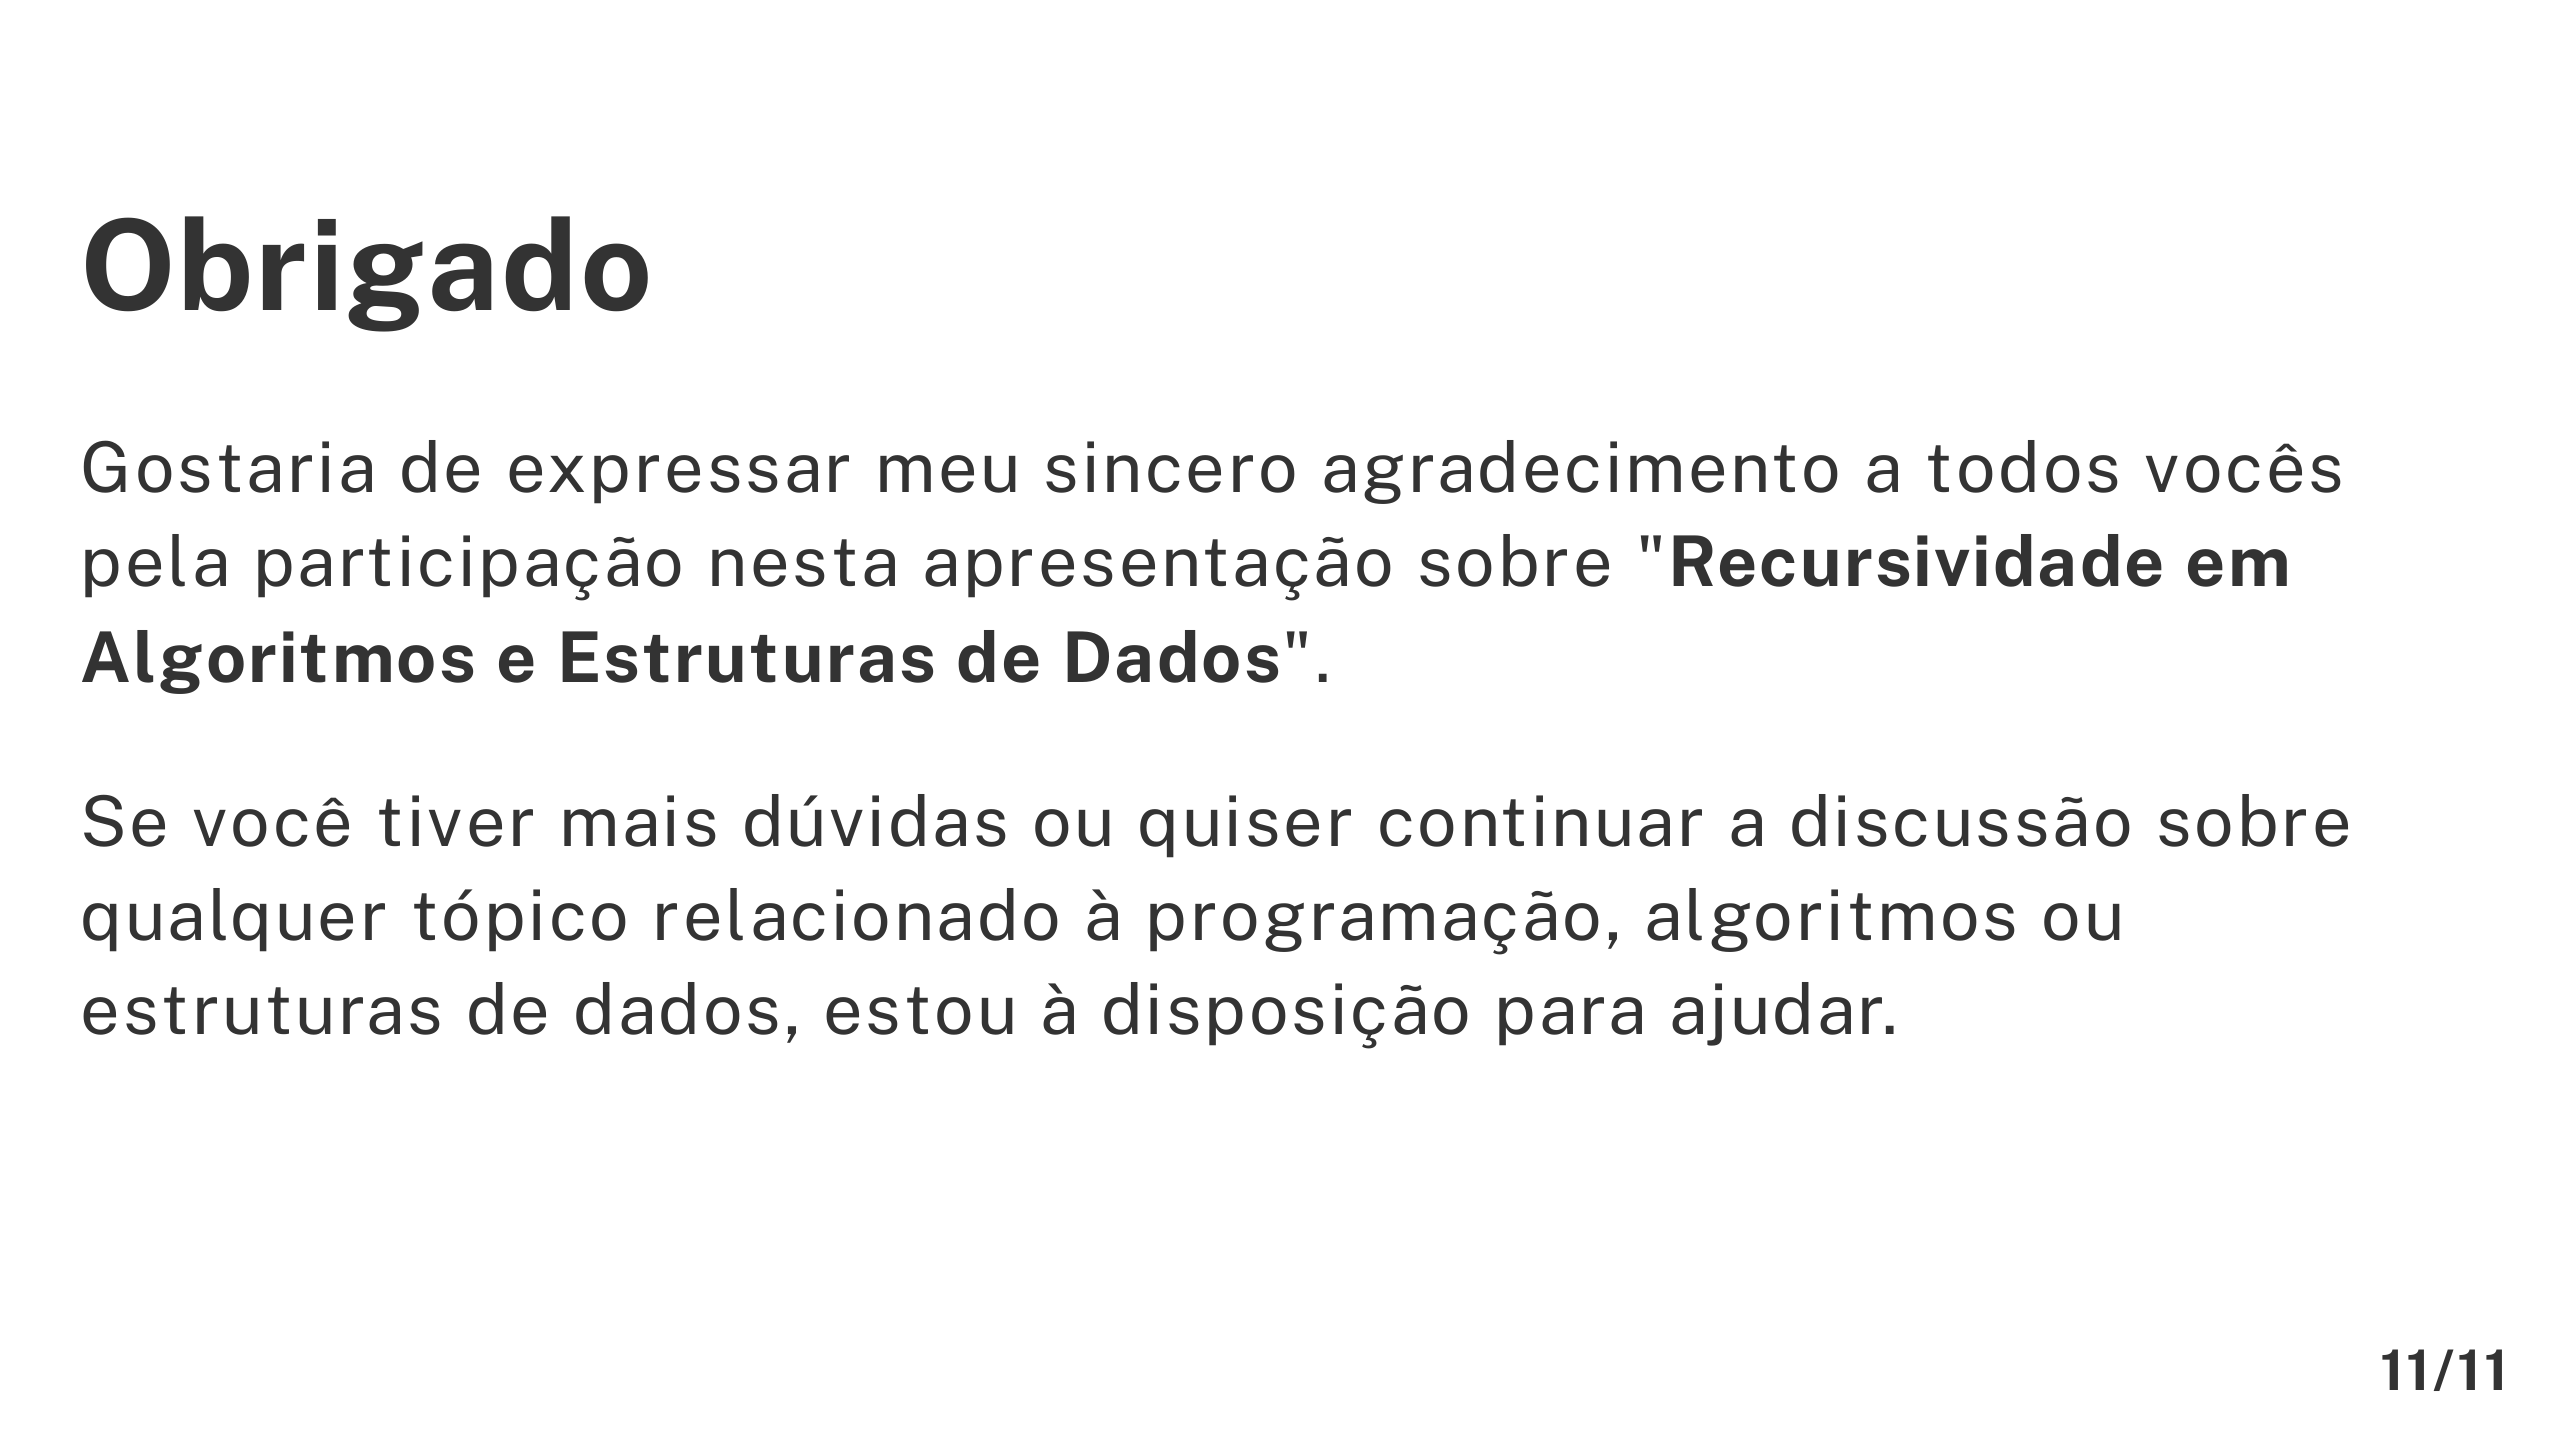 Obrigado
Gostaria de expressar meu sincero agradecimento a todos vocês
pela participação nesta apresentação sobre "Recursividade em
Algoritmos e Estruturas de Dados".
Se você tiver mais dúvidas ou quiser continuar a discussão sobre
qualquer tópico relacionado à programação, algoritmos ou
estruturas de dados, estou à disposição para ajudar.
11/11